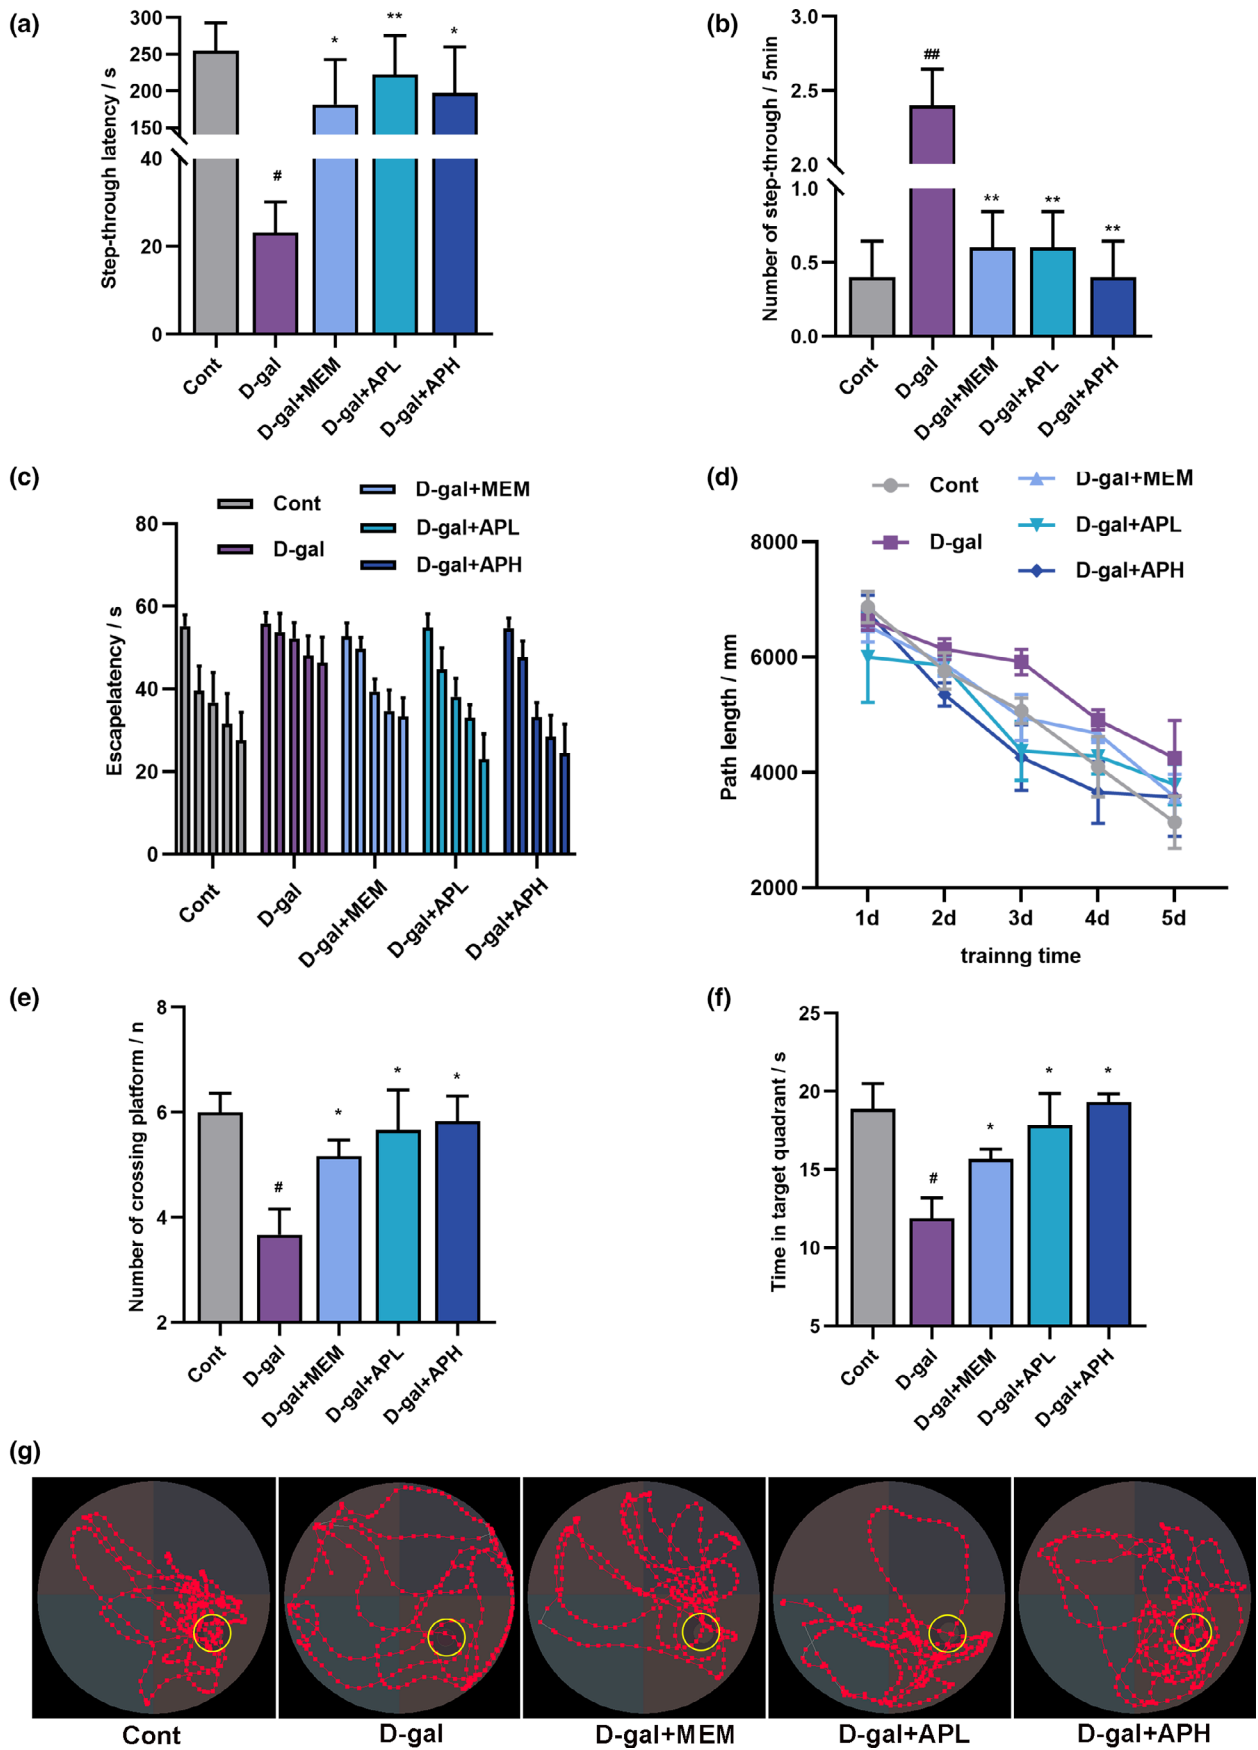 (a)
Step-through latency / s
300
250
200
150
40
20
0
#
*
**
*
Cont
D-gal
D-gal+MEM
D-gal+APL
D-gal+APH
(b)
Number of step-through / 5min
3.0
2.5
2.0
1.0
0.5
0.0
##
**
**
**
Cont
D-gal
D-gal+MEM
D-gal+APL
D-gal+APH
(c)
Cont
D-gal
D-gal+MEM
D-gal+APL
D-gal+APH
Escapelatency / s
80
60
40
20
0
Cont
D-gal
D-gal+MEM
D-gal+APL
D-gal+APH
(d)
Cont
D-gal
D-gal+MEM
D-gal+APL
D-gal+APH
Path length / mm
8000
6000
4000
2000
1d
2d
3d
4d
5d
trainng time
(e)
Number of crossing platform / n
8
6
4
2
#
*
*
*
Cont
D-gal
D-gal+MEM
D-gal+APL
D-gal+APH
(f)
Time in target quadrant / s
25
20
15
10
5
#
*
*
*
Cont
D-gal
D-gal+MEM
D-gal+APL
D-gal+APH
(g)
Cont
D-gal
D-gal+MEM
D-gal+APL
D-gal+APH